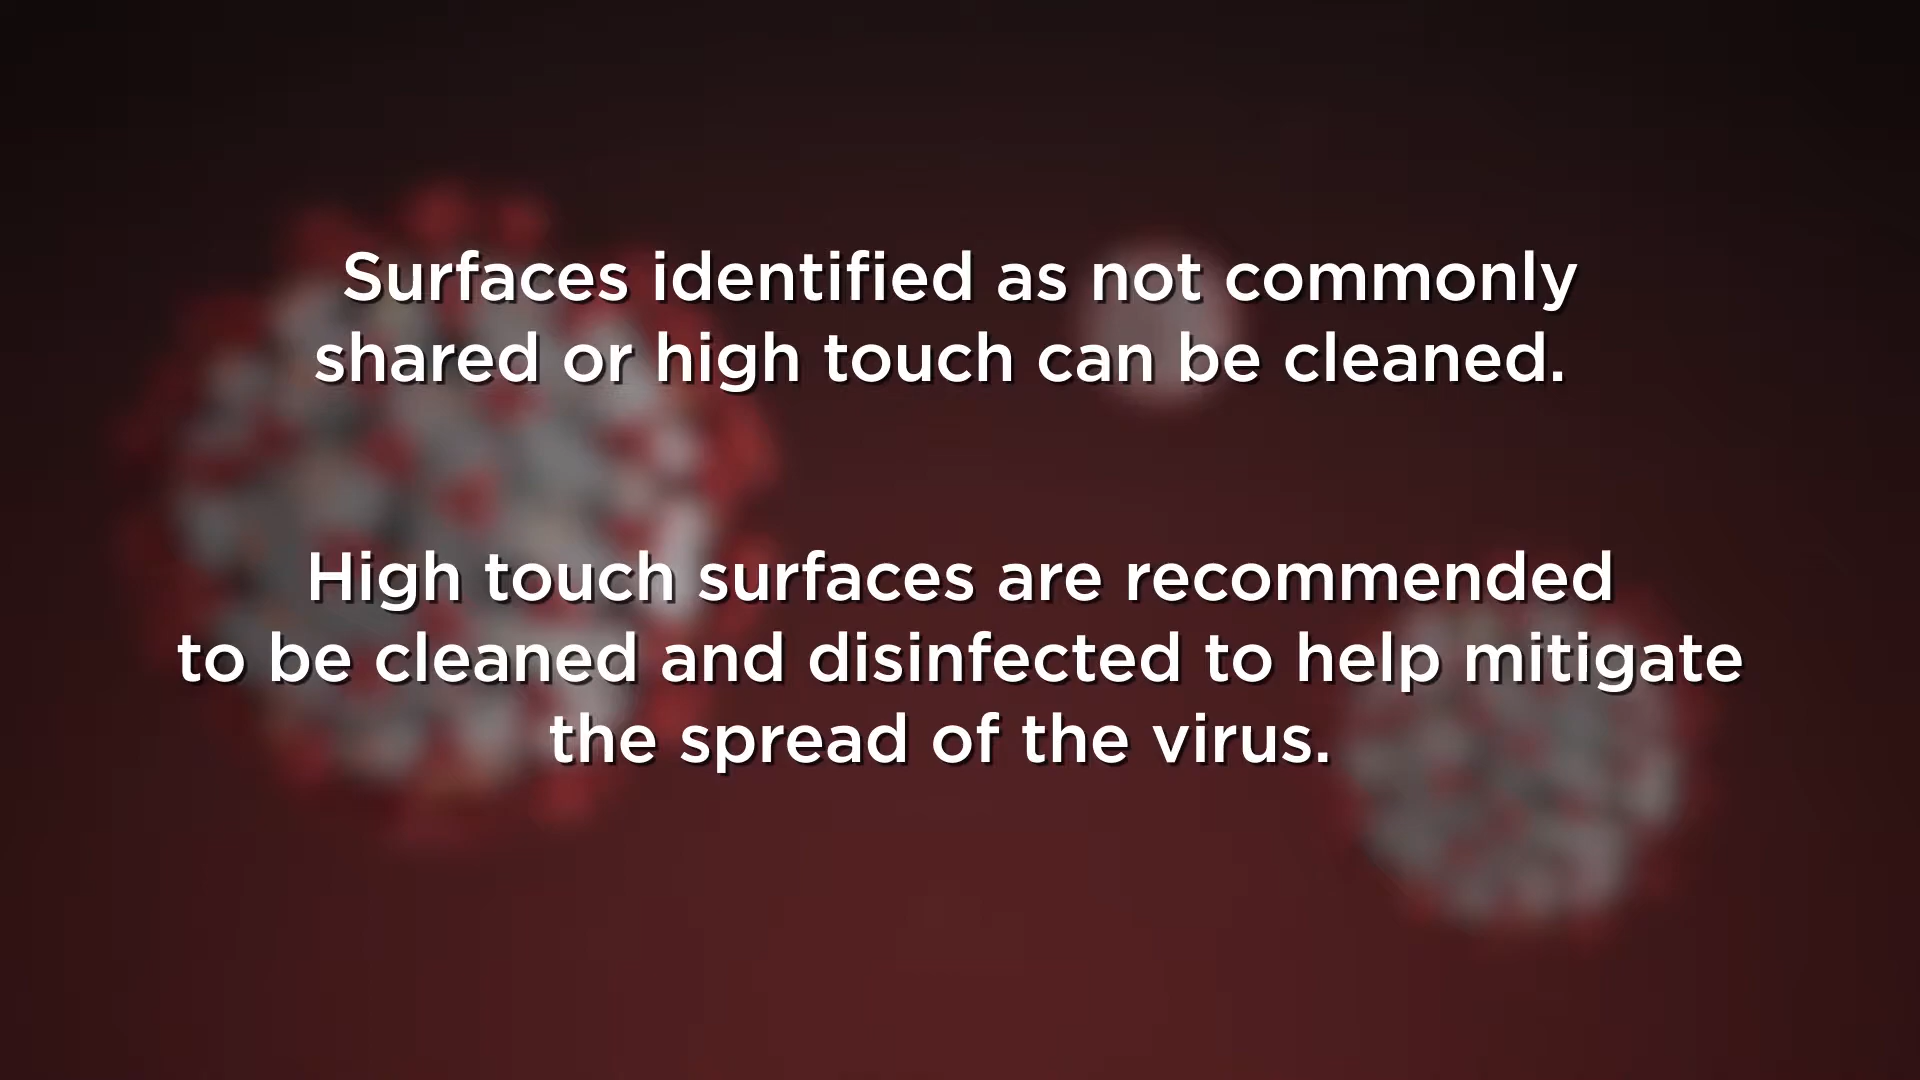 Surfaces identified as not commonly
shared or high touch can be cleaned.
High touch surfaces are recommended
to be cleaned and disinfected to help mitigate
the spread of the virus.